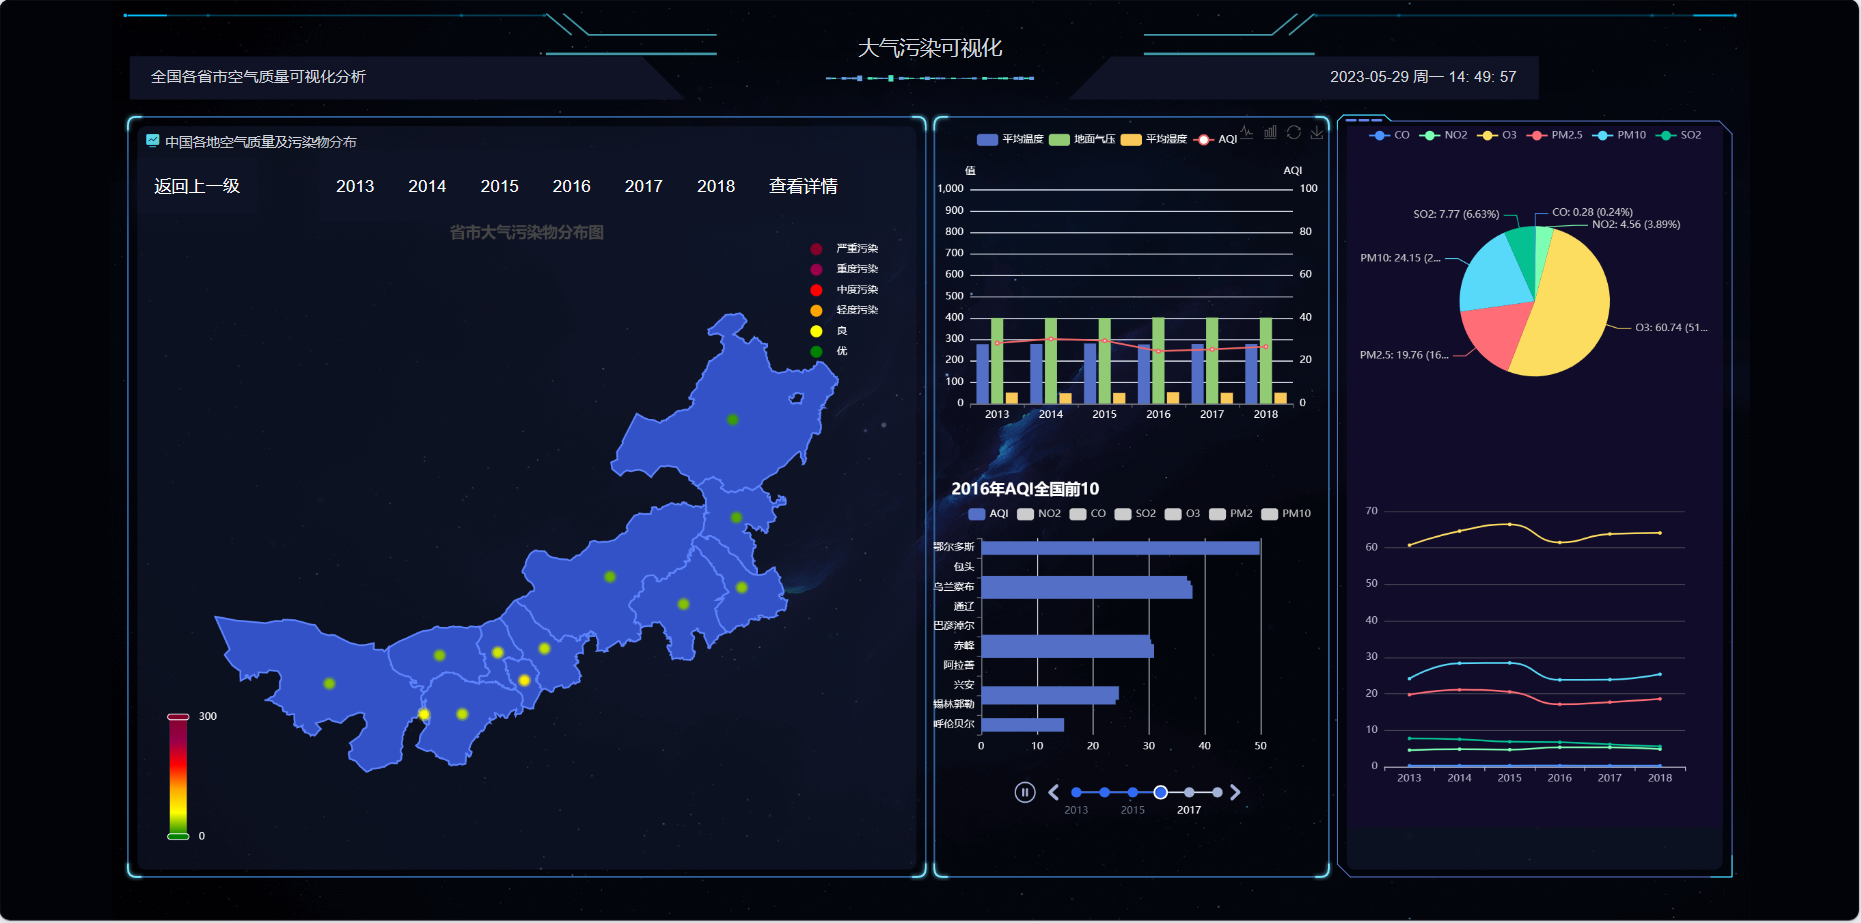 大气污染可视化
全国各省市空气质量可视化分析
2023-05-29 周一 14: 49: 57
中国各地空气质量及污染物分布
返回上一级
2013 2014 2015 2016 2017 2018 查看详情
省市大气污染物分布图
严重污染
重度污染
中度污染
轻度污染
良
优
300
0
平均温度 地面气压 平均湿度 AQI
值 AQI
1,000 100
900
800 80
700
600 60
500
400 40
300
200 20
100
0 0
2013 2014 2015 2016 2017 2018
2016年AQI全国前10
AQI NO2 CO SO2 O3 PM2 PM10
鄂尔多斯
包头
乌兰察布
通辽
巴彦淖尔
赤峰
阿拉善
兴安
锡林郭勒
呼伦贝尔
0 10 20 30 40 50
2013 2015 2017
CO NO2 O3 PM2.5 PM10 SO2
SO2: 7.77 (6.63%)
CO: 0.28 (0.24%)
NO2: 4.56 (3.89%)
PM10: 24.15 (2...
O3: 60.74 (51...
PM2.5: 19.76 (16...
70
60
50
40
30
20
10
0
2013 2014 2015 2016 2017 2018